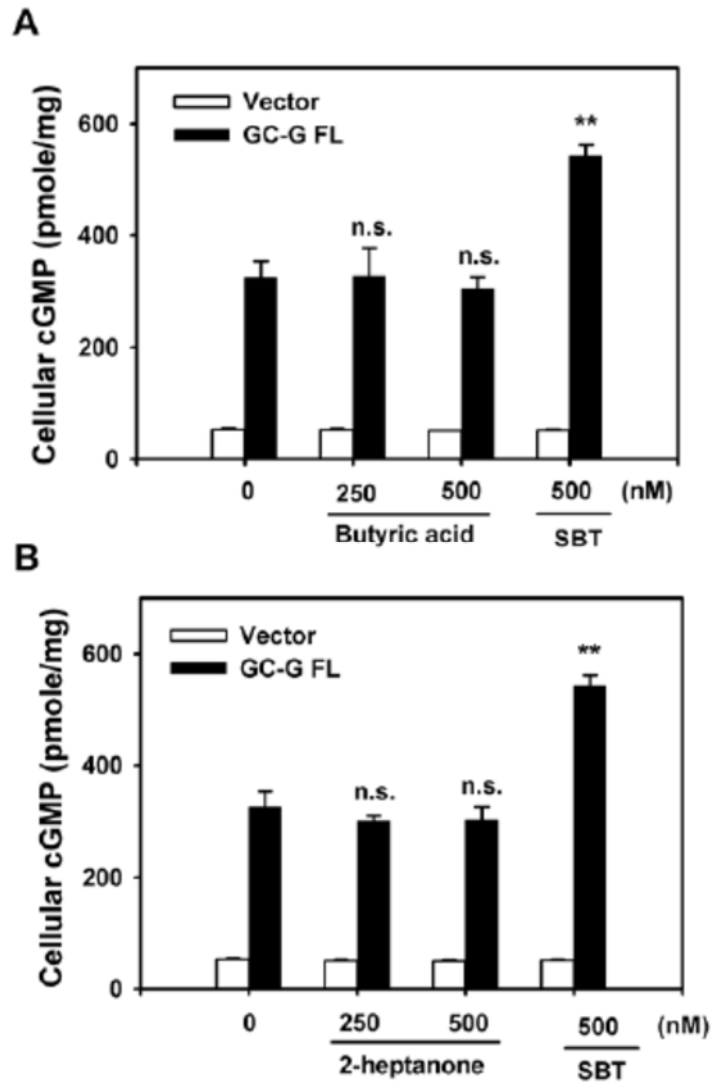 A
Cellular cGMP (pmole/mg)
Vector
GC-G FL
600
400
200
0
n.s.
n.s.
**
0 250 500 500 (nM)
Butyric acid SBT
B
Cellular cGMP (pmole/mg)
Vector
GC-G FL
600
400
200
0
n.s.
n.s.
**
0 250 500 500 (nM)
2-heptanone SBT